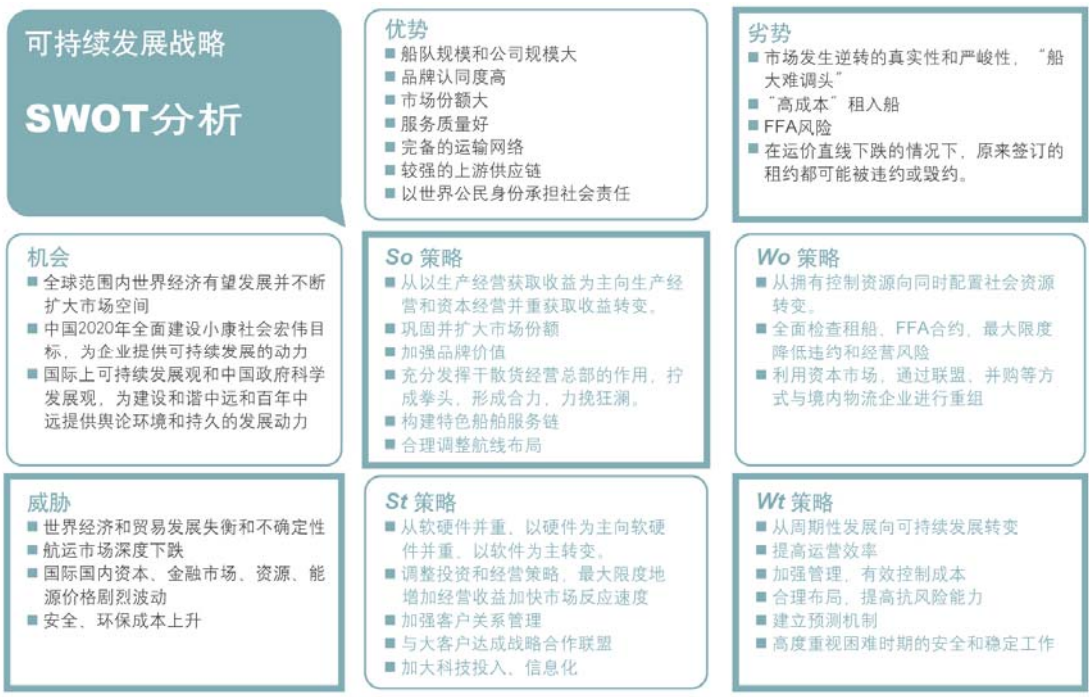 可持续发展战略
SWOT分析
优势
■ 船队规模和公司规模大
■ 品牌认同度高
■ 市场份额大
■ 服务质量好
■ 完备的运输网络
■ 较强的上游供应链
■ 以世界公民身份承担社会责任
劣势
■ 市场发生逆转的真实性和严峻性，“船
大难调头”
■ “高成本”租入船
■ FFA风险
■ 在运价直线下跌的情况下，原来签订的
租约都可能被违约或毁约。
机会
■ 全球范围内世界经济有望发展并不断
扩大市场空间
■ 中国2020年全面建设小康社会宏伟目
标，为企业提供可持续发展的动力
■ 国际上可持续发展观和中国政府科学
发展观，为建设和谐中远和百年中
远提供舆论环境和持久的发展动力
So 策略
■ 从以生产经营获取收益为主向生产经
营和资本经营并重获取收益转变。
■ 巩固并扩大市场份额
■ 加强品牌价值
■ 充分发挥干散货经营总部的作用，拧
成拳头，形成合力，力挽狂澜。
■ 构建特色船舶服务链
■ 合理调整航线布局
Wo 策略
■ 从拥有控制资源向同时配置社会资源
转变。
■ 全面检查租船、FFA合约，最大限度
降低违约和经营风险
■ 利用资本市场，通过联盟、并购等方
式与境内物流企业进行重组
威胁
■ 世界经济和贸易发展失衡和不确定性
■ 航运市场深度下跌
■ 国际国内资本、金融市场、资源、能
源价格剧烈波动
■ 安全、环保成本上升
St 策略
■ 从软硬件并重、以硬件为主向软硬
件并重、以软件为主转变。
■ 调整投资和经营策略，最大限度地
增加经营收益加快市场反应速度
■ 加强客户关系管理
■ 与大客户达成战略合作联盟
■ 加大科技投入、信息化
Wt 策略
■ 从周期性发展向可持续发展转变
■ 提高运营效率
■ 加强管理，有效控制成本
■ 合理布局，提高抗风险能力
■ 建立预测机制
■ 高度重视困难时期的安全和稳定工作